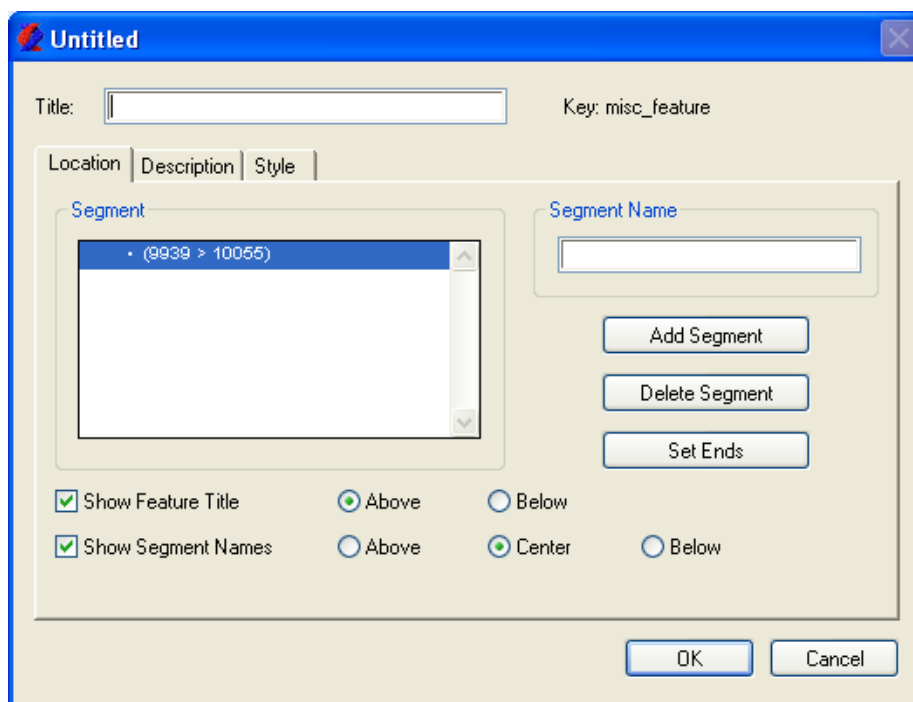 Untitled
Title: Key: misc_feature
Location Description Style
Segment Segment Name
• (9939 > 10055)
Add Segment
Delete Segment
Set Ends
Show Feature Title Above Below
Show Segment Names Above Center Below
OK Cancel